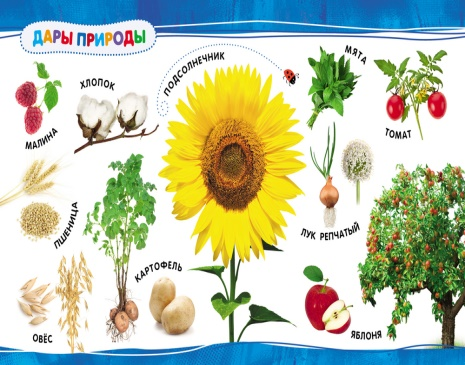 ДАРЫ ПРИРОДЫ
МАЛИНА
ХЛОПОК
ПОДСОЛНЕЧНИК
МЯТА
ТОМАТ
ПШЕНИЦА
ЛУК РЕПЧАТЫЙ
КАРТОФЕЛЬ
ОВЁС
ЯБЛОНЯ